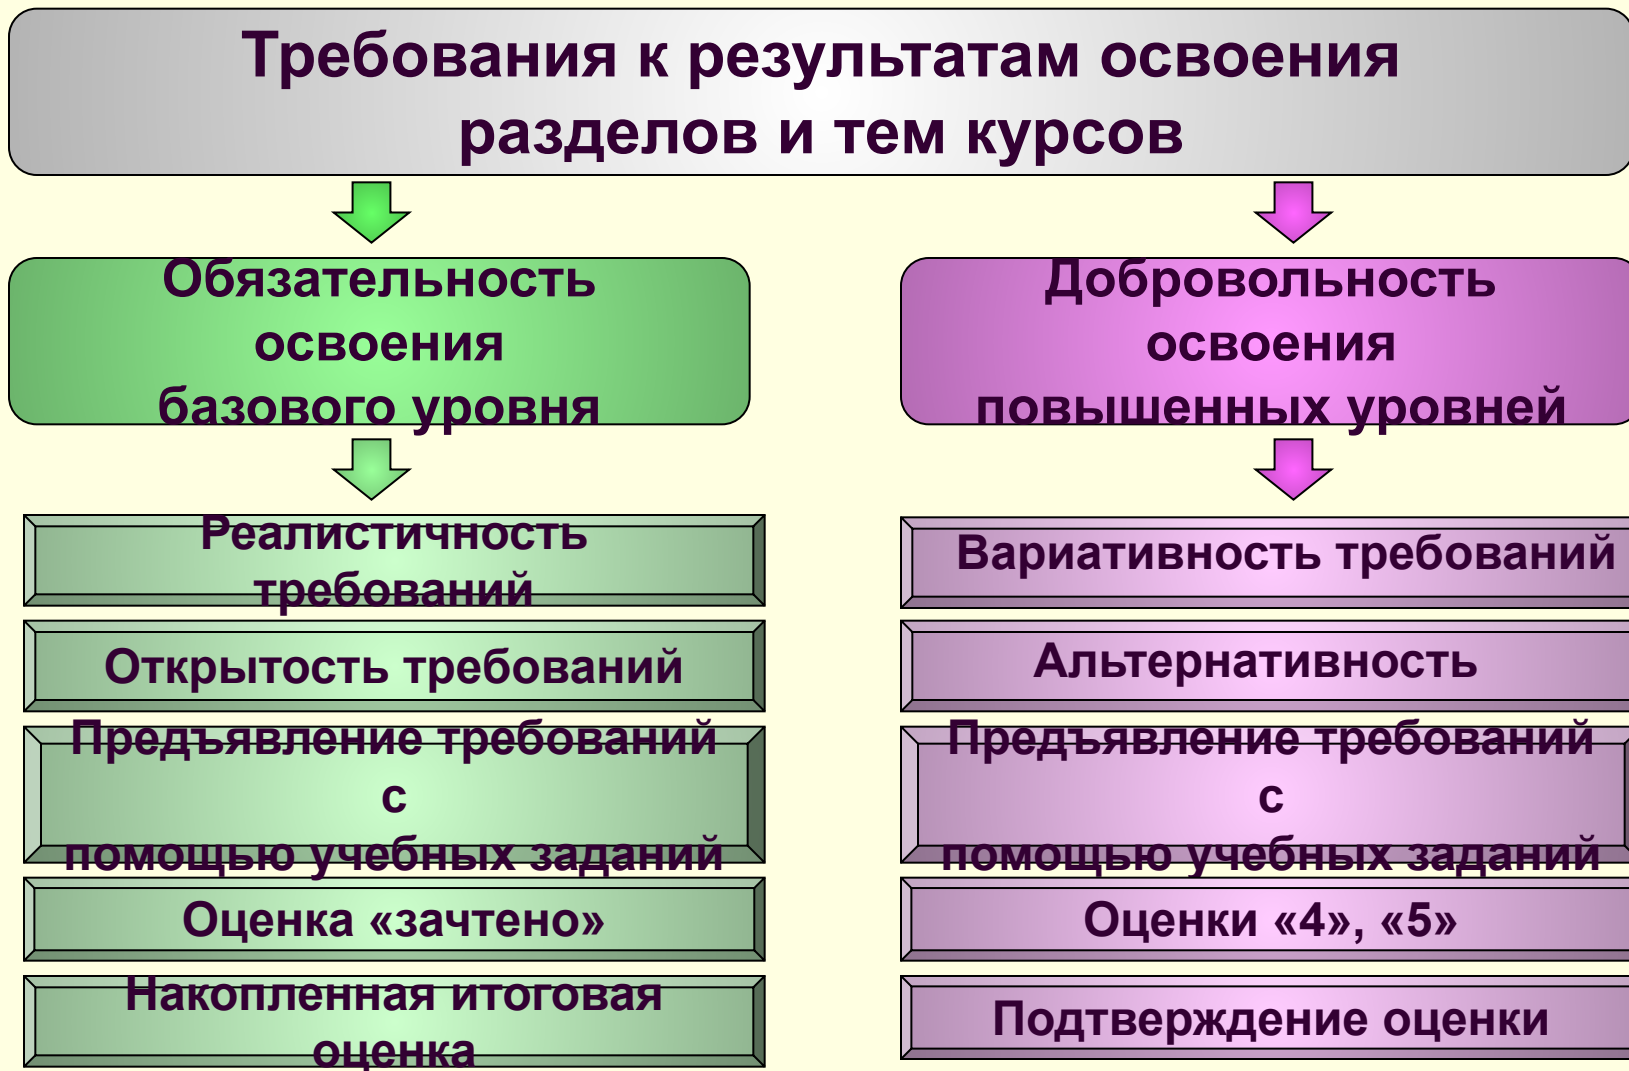 Требования к результатам освоения
разделов и тем курсов
Обязательность
освоения
базового уровня
Добровольность
освоения
повышенных уровней
Реалистичность
требований
Открытость требований
Предъявление требований
с
помощью учебных заданий
Оценка «зачтено»
Накопленная итоговая
оценка
Вариативность требований
Альтернативность
Предъявление требований
с
помощью учебных заданий
Оценки «4», «5»
Подтверждение оценки